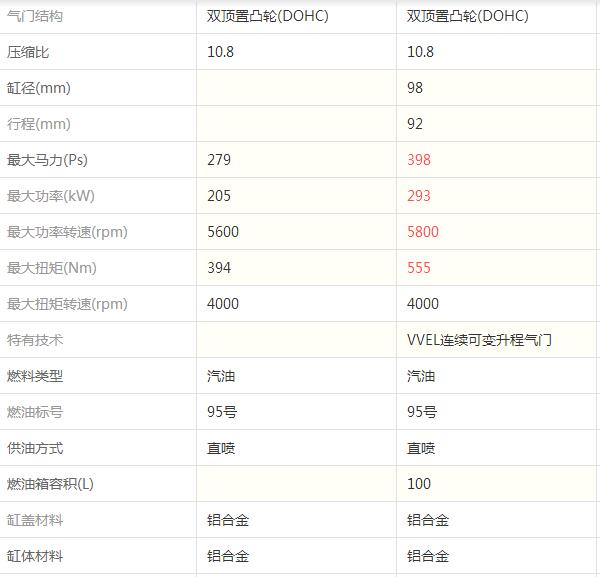 气门结构 双顶置凸轮(DOHC) 双顶置凸轮(DOHC)
压缩比 10.8 10.8
缸径(mm) 98
行程(mm) 92
最大马力(Ps) 279 398
最大功率(kW) 205 293
最大功率转速(rpm) 5600 5800
最大扭矩(Nm) 394 555
最大扭矩转速(rpm) 4000 4000
特有技术 VVEL连续可变升程气门
燃料类型 汽油 汽油
燃油标号 95号 95号
供油方式 直喷 直喷
燃油箱容积(L) 100
缸盖材料 铝合金 铝合金
缸体材料 铝合金 铝合金